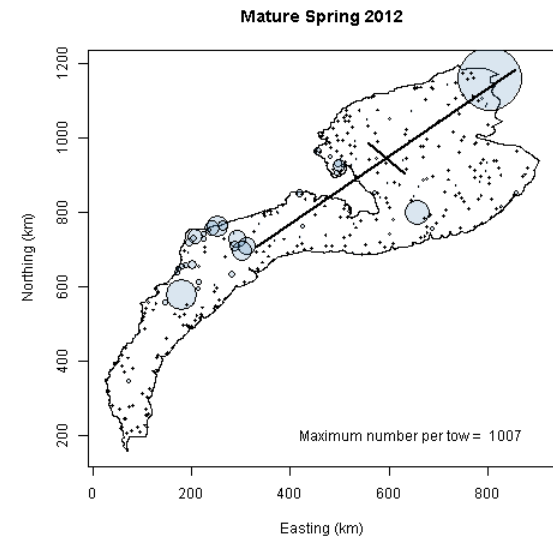 Mature Spring 2012
1200
1000
800
600
400
200
Northing (km)
Maximum number per tow = 1007
0 200 400 600 800
Easting (km)